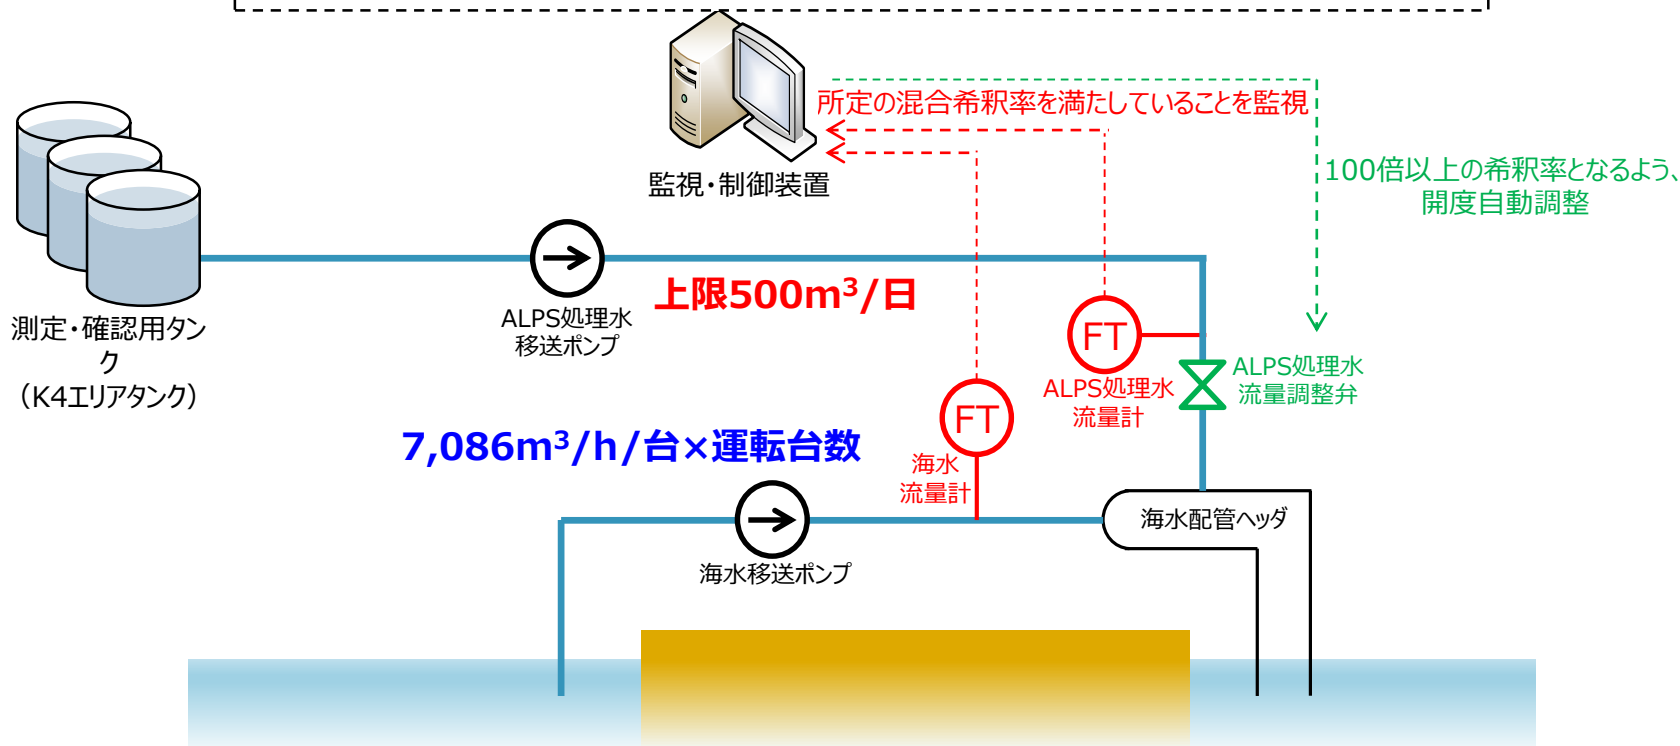 所定の混合希釈率を満たしていることを監視
監視・制御装置
100倍以上の希釈率となるよう、
開度自動調整
上限500m³/日
ALPS処理水
移送ポンプ
測定・確認用タン
ク
（K4エリアタンク）
FT
ALPS処理水
流量計
ALPS処理水
流量調整弁
FT
海水
流量計
7,086m³/h/台×運転台数
海水配管ヘッダ
海水移送ポンプ